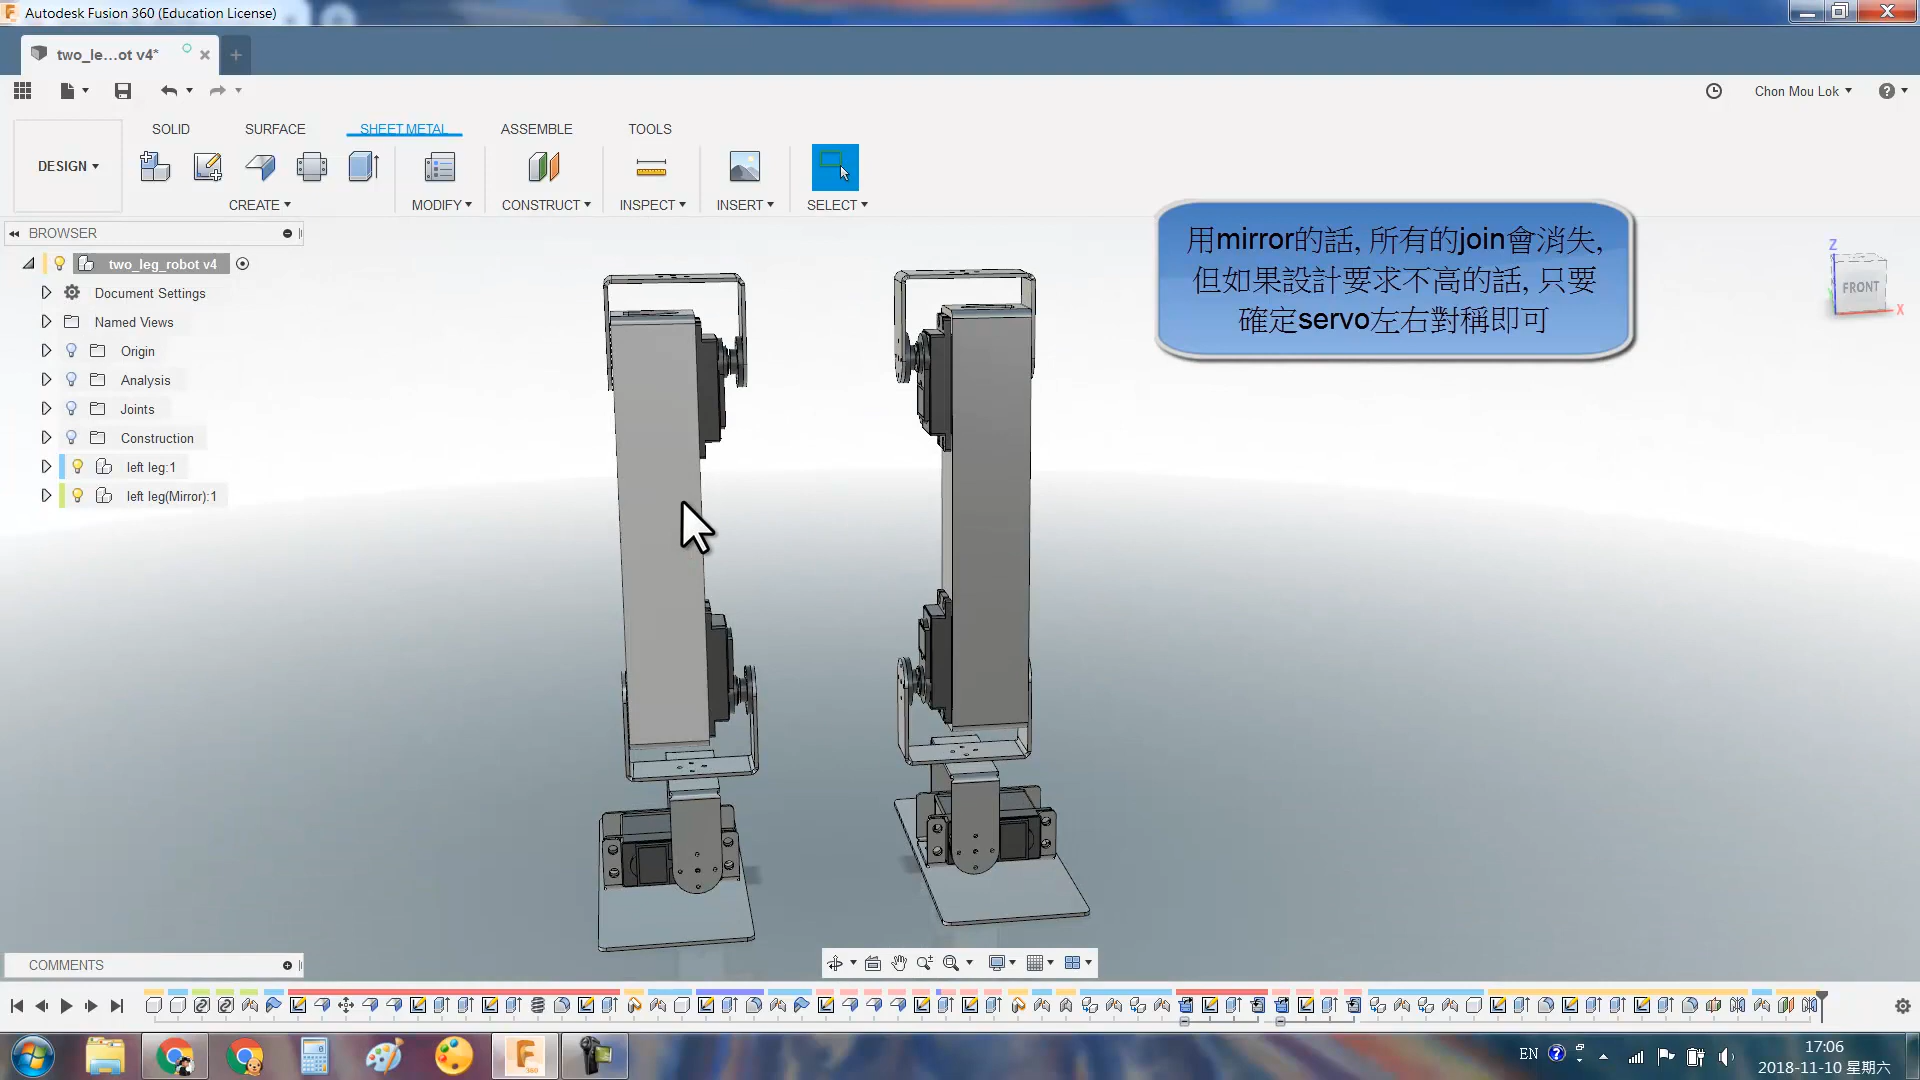 Autodesk Fusion 360 (Education License)
two_le...ot v4*
Chon Mou Lok
SOLID
SURFACE
SHEET METAL
ASSEMBLE
TOOLS
DESIGN
CREATE
MODIFY
CONSTRUCT
INSPECT
INSERT
SELECT
BROWSER
two_leg_robot v4
Document Settings
Named Views
Origin
Analysis
Joints
Construction
left leg:1
left leg(Mirror):1
用mirror的話, 所有的join會消失,
但如果設計要求不高的話, 只要
確定servo左右對稱即可
Z
FRONT
X
COMMENTS
360
EN
17:06
2018-11-10 星期六